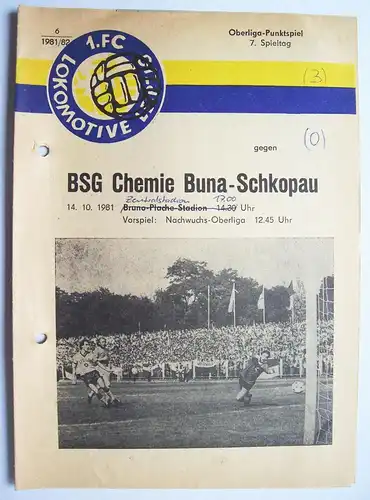 6
1981/82
1. FC
LOKOMOTIVE
Oberliga-Punktspiel
7. Spieltag
(3)
gegen
(0)
BSG Chemie Buna-Schkopau
Zentralstadion 17.00
14. 10. 1981 Bruno-Plache-Stadion 14.30 Uhr
Vorspiel: Nachwuchs-Oberliga 12.45 Uhr